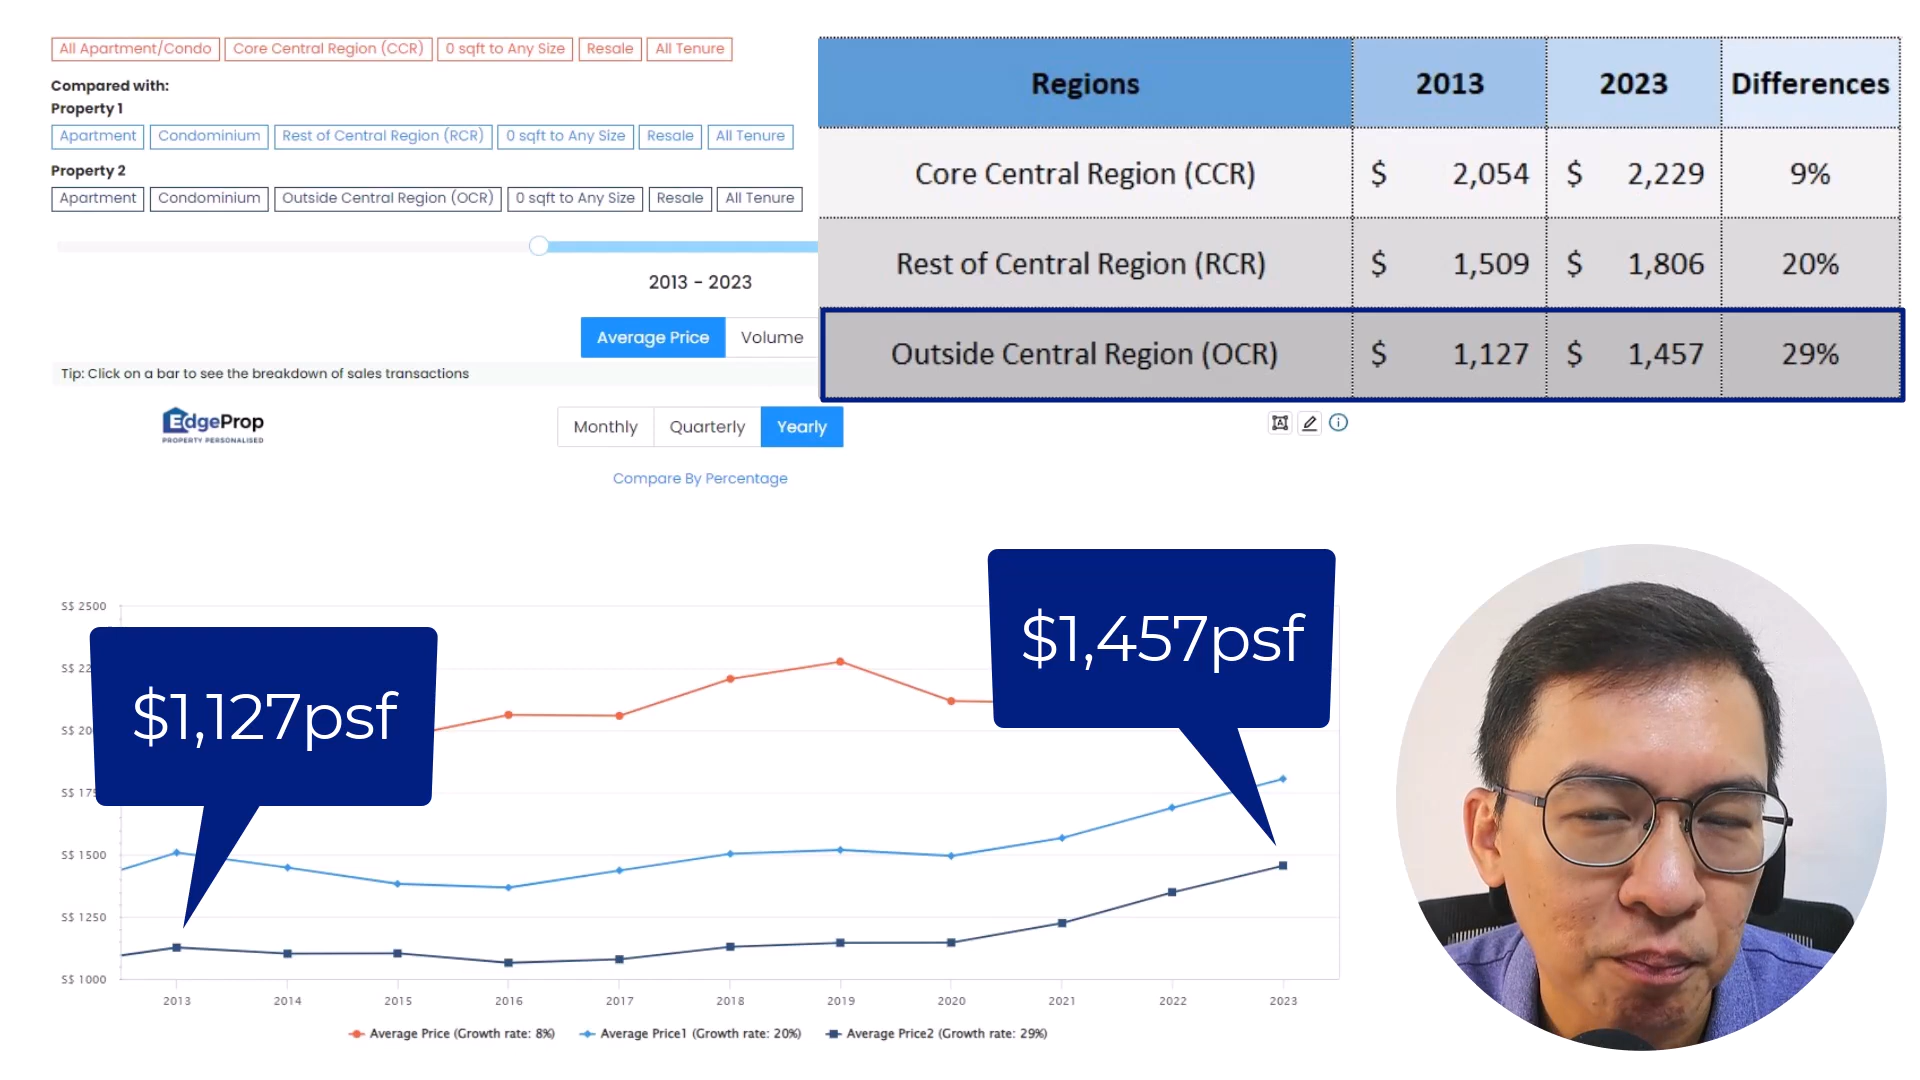 All Apartment/Condo Core Central Region (CCR) 0 sqft to Any Size Resale All Tenure
Compared with:
Property 1
Apartment Condominium Rest of Central Region (RCR) 0 sqft to Any Size Resale All Tenure
Property 2
Apartment Condominium Outside Central Region (OCR) 0 sqft to Any Size Resale All Tenure
2013 - 2023
Average Price Volume
Tip: Click on a bar to see the breakdown of sales transactions
EdgeProp
PROPERTY PERSONALISED
Monthly Quarterly Yearly
Compare By Percentage
Regions 2013 2023 Differences
Core Central Region (CCR) $ 2,054 $ 2,229 9%
Rest of Central Region (RCR) $ 1,509 $ 1,806 20%
Outside Central Region (OCR) $ 1,127 $ 1,457 29%
$1,127psf
$1,457psf
S$ 2500
S$ 22
S$ 20
S$ 175
S$ 1500
S$ 1250
S$ 1000
2013 2014 2015 2016 2017 2018 2019 2020 2021 2022 2023
Average Price (Growth rate: 8%) Average Price1 (Growth rate: 20%) Average Price2 (Growth rate: 29%)